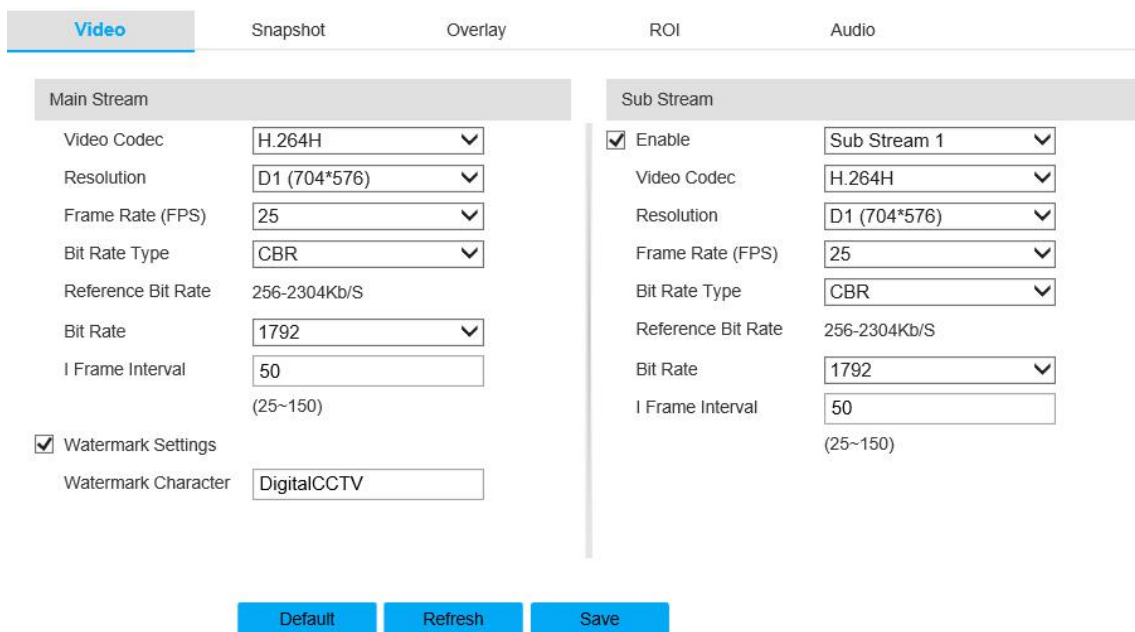 Video Snapshot Overlay ROI Audio
Main Stream
Video Codec H.264H
Resolution D1 (704*576)
Frame Rate (FPS) 25
Bit Rate Type CBR
Reference Bit Rate 256-2304Kb/S
Bit Rate 1792
I Frame Interval 50
(25~150)
Watermark Settings
Watermark Character DigitalCCTV
Sub Stream
Enable Sub Stream 1
Video Codec H.264H
Resolution D1 (704*576)
Frame Rate (FPS) 25
Bit Rate Type CBR
Reference Bit Rate 256-2304Kb/S
Bit Rate 1792
I Frame Interval 50
(25~150)
Default Refresh Save